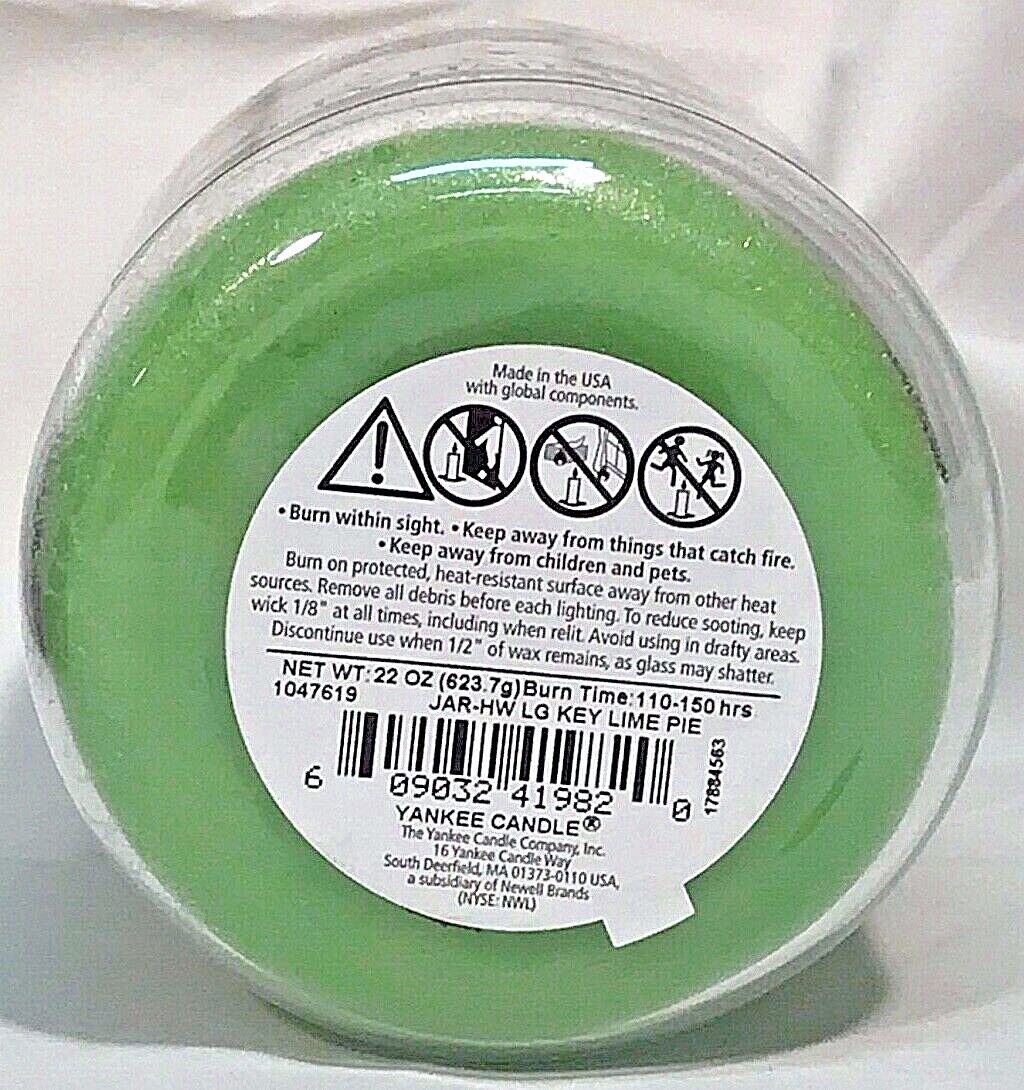 Made in the USA
with global components.
• Burn within sight. • Keep away from things that catch fire.
• Keep away from children and pets.
Burn on protected, heat-resistant surface away from other heat
sources. Remove all debris before each lighting. To reduce sooting, keep
wick 1/8" at all times, including when relit. Avoid using in drafty areas.
Discontinue use when 1/2" of wax remains, as glass may shatter.
NET WT: 22 OZ (623.7g) Burn Time: 110-150 hrs
1047619 JAR-HW LG KEY LIME PIE
6 09032 41982 0
17884563
YANKEE CANDLE®
The Yankee Candle Company, Inc.
16 Yankee Candle Way
South Deerfield, MA 01373-0110 USA,
a subsidiary of Newell Brands
(NYSE: NWL)